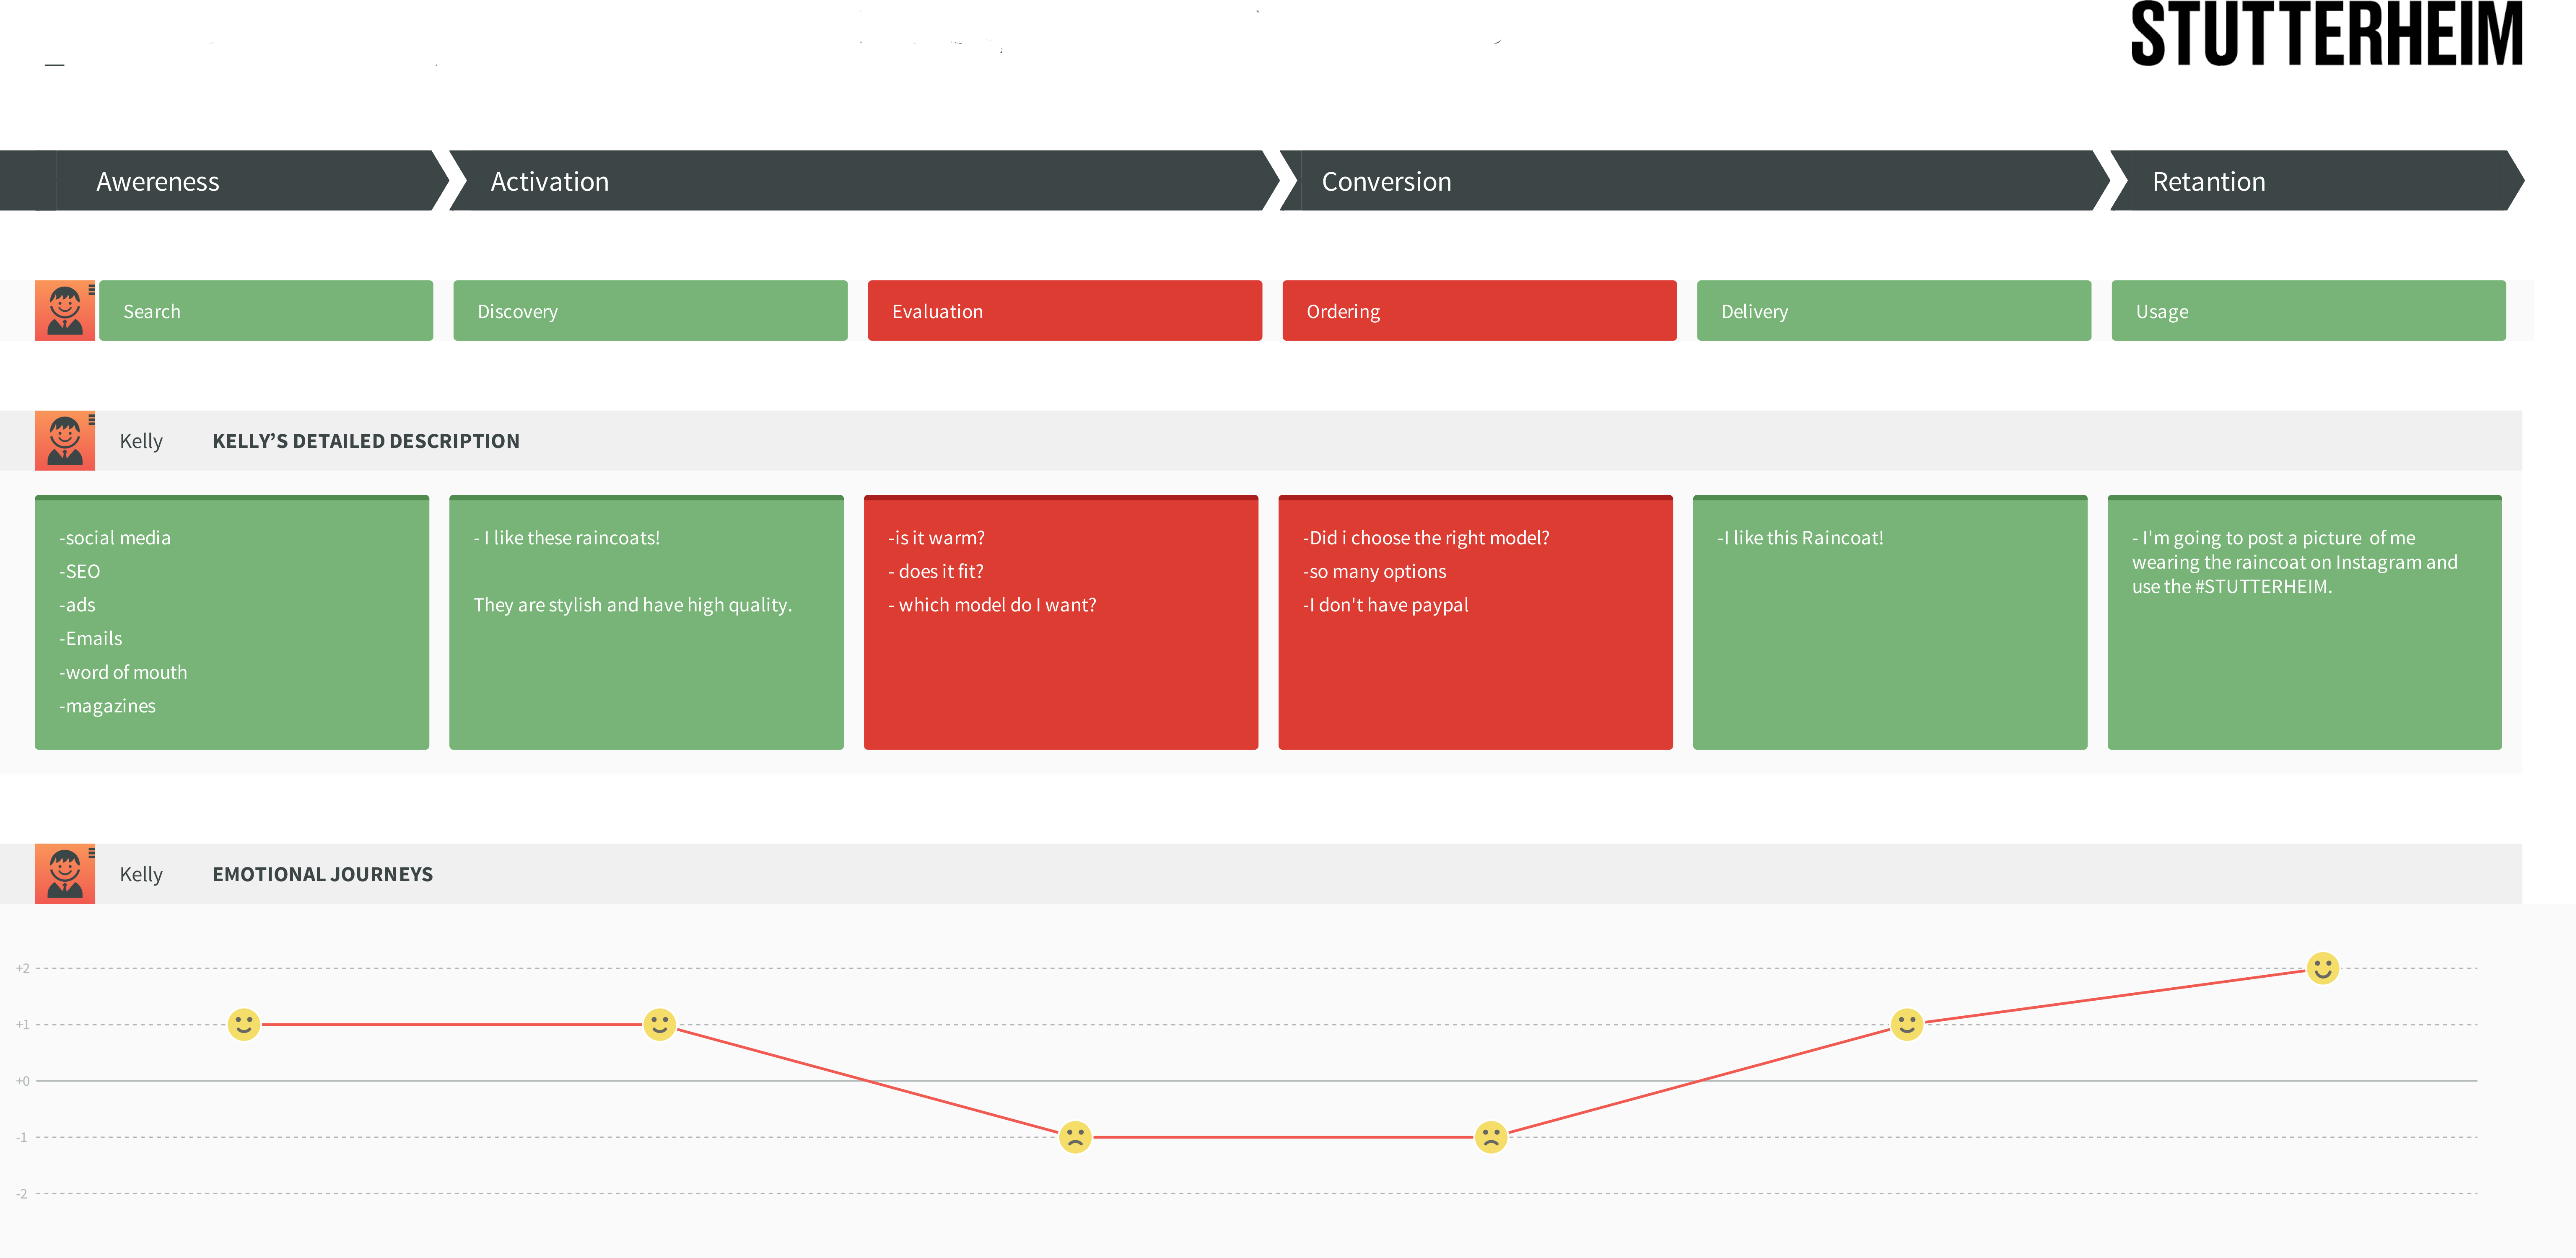 STUTTERHEIM
Awereness
Activation
Conversion
Retantion
Search
Discovery
Evaluation
Ordering
Delivery
Usage
Kelly
KELLY’S DETAILED DESCRIPTION
-social media
-SEO
-ads
-Emails
-word of mouth
-magazines
- I like these raincoats!
They are stylish and have high quality.
-is it warm?
- does it fit?
- which model do I want?
-Did i choose the right model?
-so many options
-I don't have paypal
-I like this Raincoat!
- I'm going to post a picture  of me
wearing the raincoat on Instagram and
use the #STUTTERHEIM.
Kelly
EMOTIONAL JOURNEYS
+2
+1
+0
-1
-2